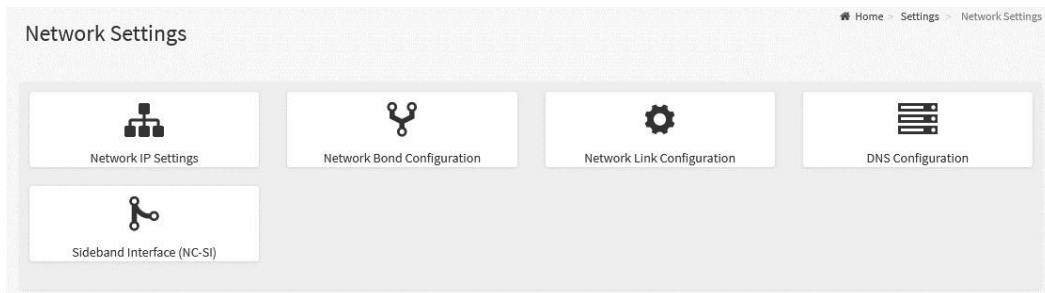 Home > Settings > Network Settings
Network Settings
Network IP Settings
Network Bond Configuration
Network Link Configuration
DNS Configuration
Sideband Interface (NC-SI)